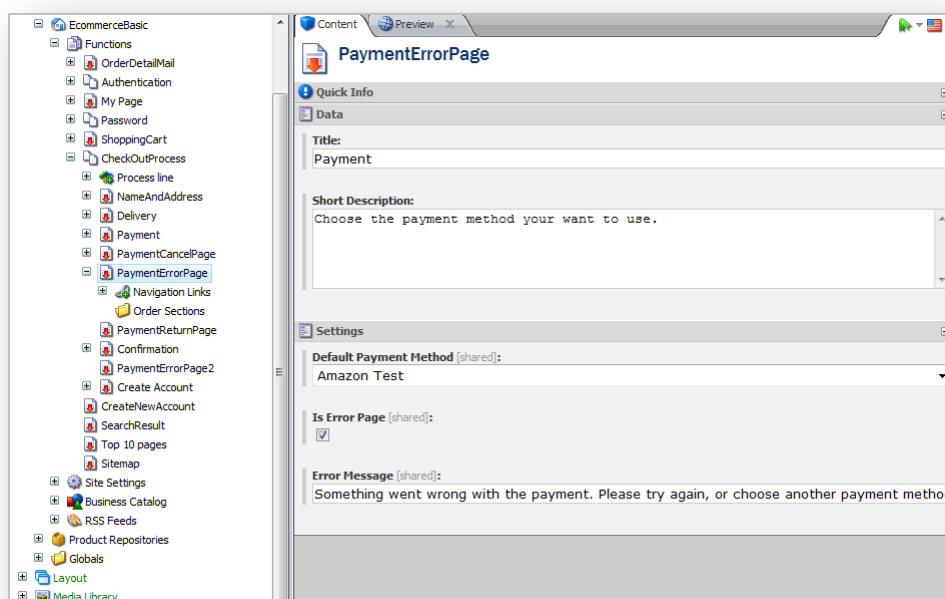 EcommerceBasic
Functions
OrderDetailMail
Authentication
My Page
Password
ShoppingCart
CheckOutProcess
Process line
NameAndAddress
Delivery
Payment
PaymentCancelPage
PaymentErrorPage
Navigation Links
Order Sections
PaymentReturnPage
Confirmation
PaymentErrorPage2
Create Account
CreateNewAccount
SearchResult
Top 10 pages
Sitemap
Site Settings
Business Catalog
RSS Feeds
Product Repositories
Globals
Layout
Media Library
Content Preview
PaymentErrorPage
Quick Info
Data
Title:
Payment
Short Description:
Choose the payment method your want to use.
Settings
Default Payment Method [shared]:
Amazon Test
Is Error Page [shared]:
Error Message [shared]:
Something went wrong with the payment. Please try again, or choose another payment metho